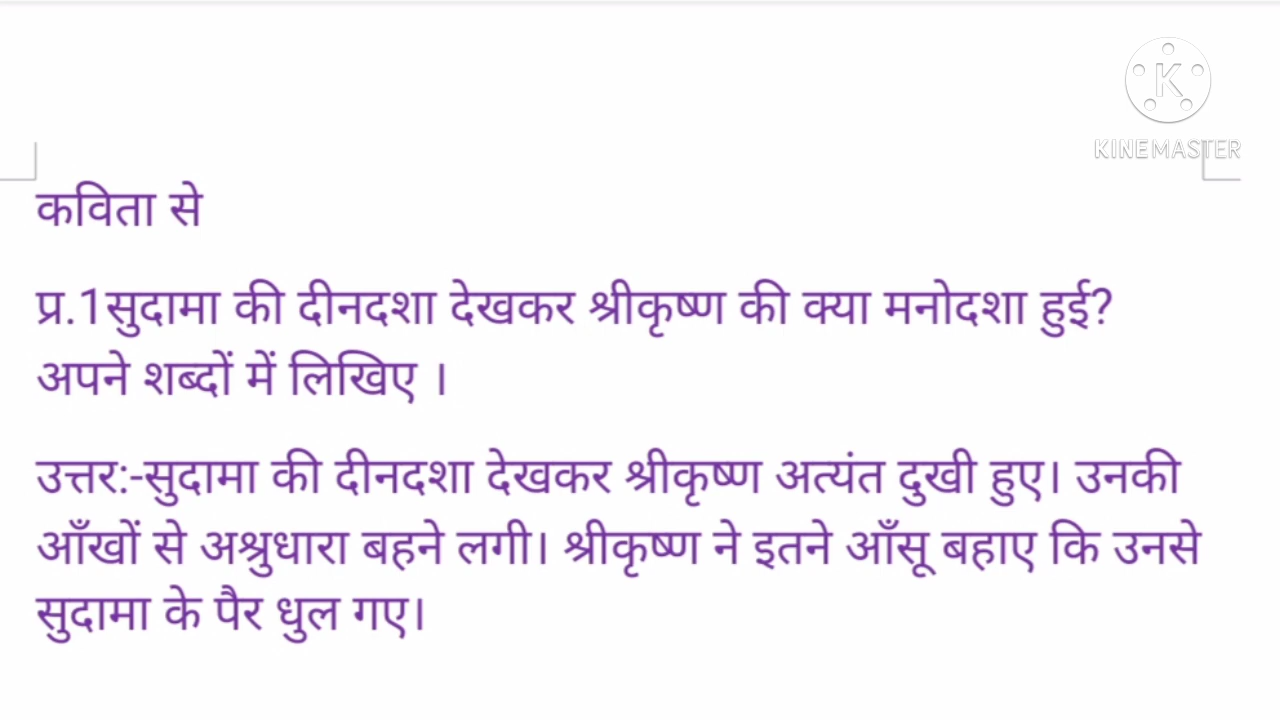 K
KINEMASTER
कविता से
प्र.1सुदामा की दीनदशा देखकर श्रीकृष्ण की क्या मनोदशा हुई?
अपने शब्दों में लिखिए ।
उत्तर:-सुदामा की दीनदशा देखकर श्रीकृष्ण अत्यंत दुखी हुए। उनकी
आँखों से अश्रुधारा बहने लगी। श्रीकृष्ण ने इतने आँसू बहाए कि उनसे
सुदामा के पैर धुल गए।